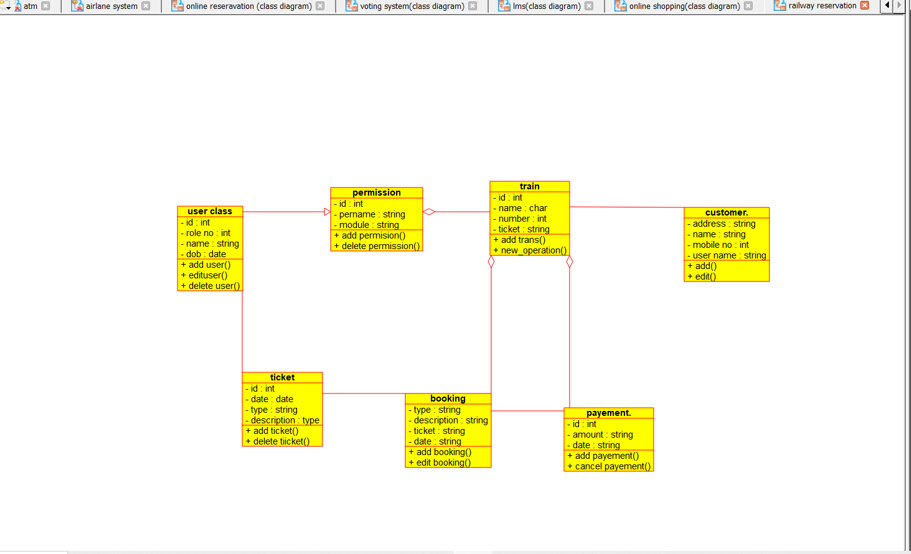 atm
airlane system
online reseravation (class diagram)
voting system(class diagram)
lms(class diagram)
online shopping(class diagram)
railway reservation
user class
- id : int
- role no : int
- name : string
- dob : date
+ add user()
+ edituser()
+ delete user()
permission
- id : int
- pername : string
- module : string
+ add permision()
+ delete permission()
train
- id : int
- name : char
- number : int
- ticket : string
+ add trans()
+ new_operation()
customer.
- address : string
- name : string
- mobile no : int
- user name : string
+ add()
+ edit()
ticket
- id : int
- date : date
- type : string
- description : type
+ add ticket()
+ delete tiicket()
booking
- type : string
- description : string
- ticket : string
- date : string
+ add booking()
+ edit booking()
payement.
- id : int
- amount : string
- date : string
+ add payement()
+ cancel payement()